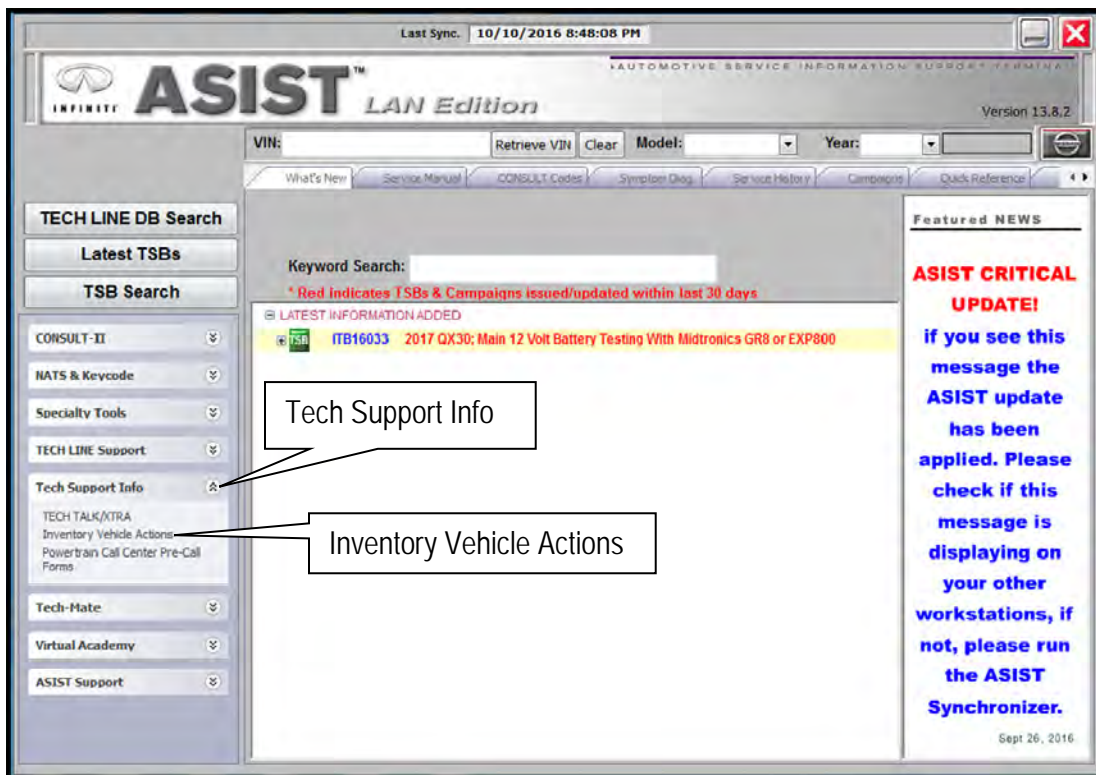 Last Sync. 10/10/2016 8:48:08 PM
AUTOMOTIVE SERVICE INFORMATION SUPPORT TERMINAL
INFINITI ASIST™ LAN Edition
Version 13.8.2
VIN: Retrieve VIN Clear Model: Year:
What's New Service Manual CONSULT Codes Symptom Diag. Service History Campaigns Quick Reference
TECH LINE DB Search
Latest TSBs
TSB Search
CONSULT-II
NATS & Keycode
Specialty Tools
TECH LINE Support
Tech Support Info
TECH TALK/XTRA
Inventory Vehicle Actions
Powertrain Call Center Pre-Call
Forms
Tech-Mate
Virtual Academy
ASIST Support
Keyword Search:
* Red indicates TSBs & Campaigns issued/updated within last 30 days
LATEST INFORMATION ADDED
TSB ITB16033 2017 QX30; Main 12 Volt Battery Testing With Midtronics GR8 or EXP800
Tech Support Info
Inventory Vehicle Actions
Featured NEWS
ASIST CRITICAL
UPDATE!
if you see this
message the
ASIST update
has been
applied. Please
check if this
message is
displaying on
your other
workstations, if
not, please run
the ASIST
Synchronizer.
Sept 26, 2016